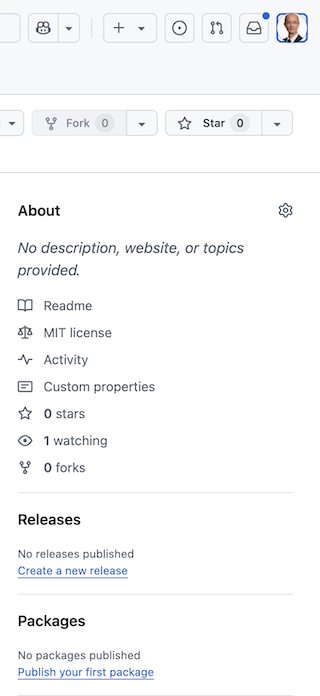 Fork 0
Star 0
About
No description, website, or topics
provided.
Readme
MIT license
Activity
Custom properties
0 stars
1 watching
0 forks
Releases
No releases published
Create a new release
Packages
No packages published
Publish your first package